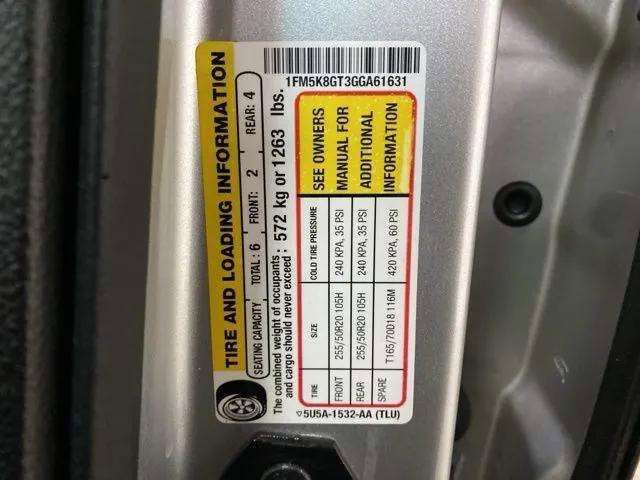 TIRE AND LOADING INFORMATION
SEATING CAPACITY TOTAL: 6 FRONT: 2 REAR: 4
The combined weight of occupants
and cargo should never exceed: 572 kg or 1263 lbs.
TIRE SIZE COLD TIRE PRESSURE
FRONT 255/50R20 105H 240 KPA, 35 PSI
REAR 255/50R20 105H 240 KPA, 35 PSI
SPARE T165/70D18 116M 420 KPA, 60 PSI
SEE OWNERS
MANUAL FOR
ADDITIONAL
INFORMATION
5U5A-1532-AA (TLU)
1FM5K8GT3GGA61631